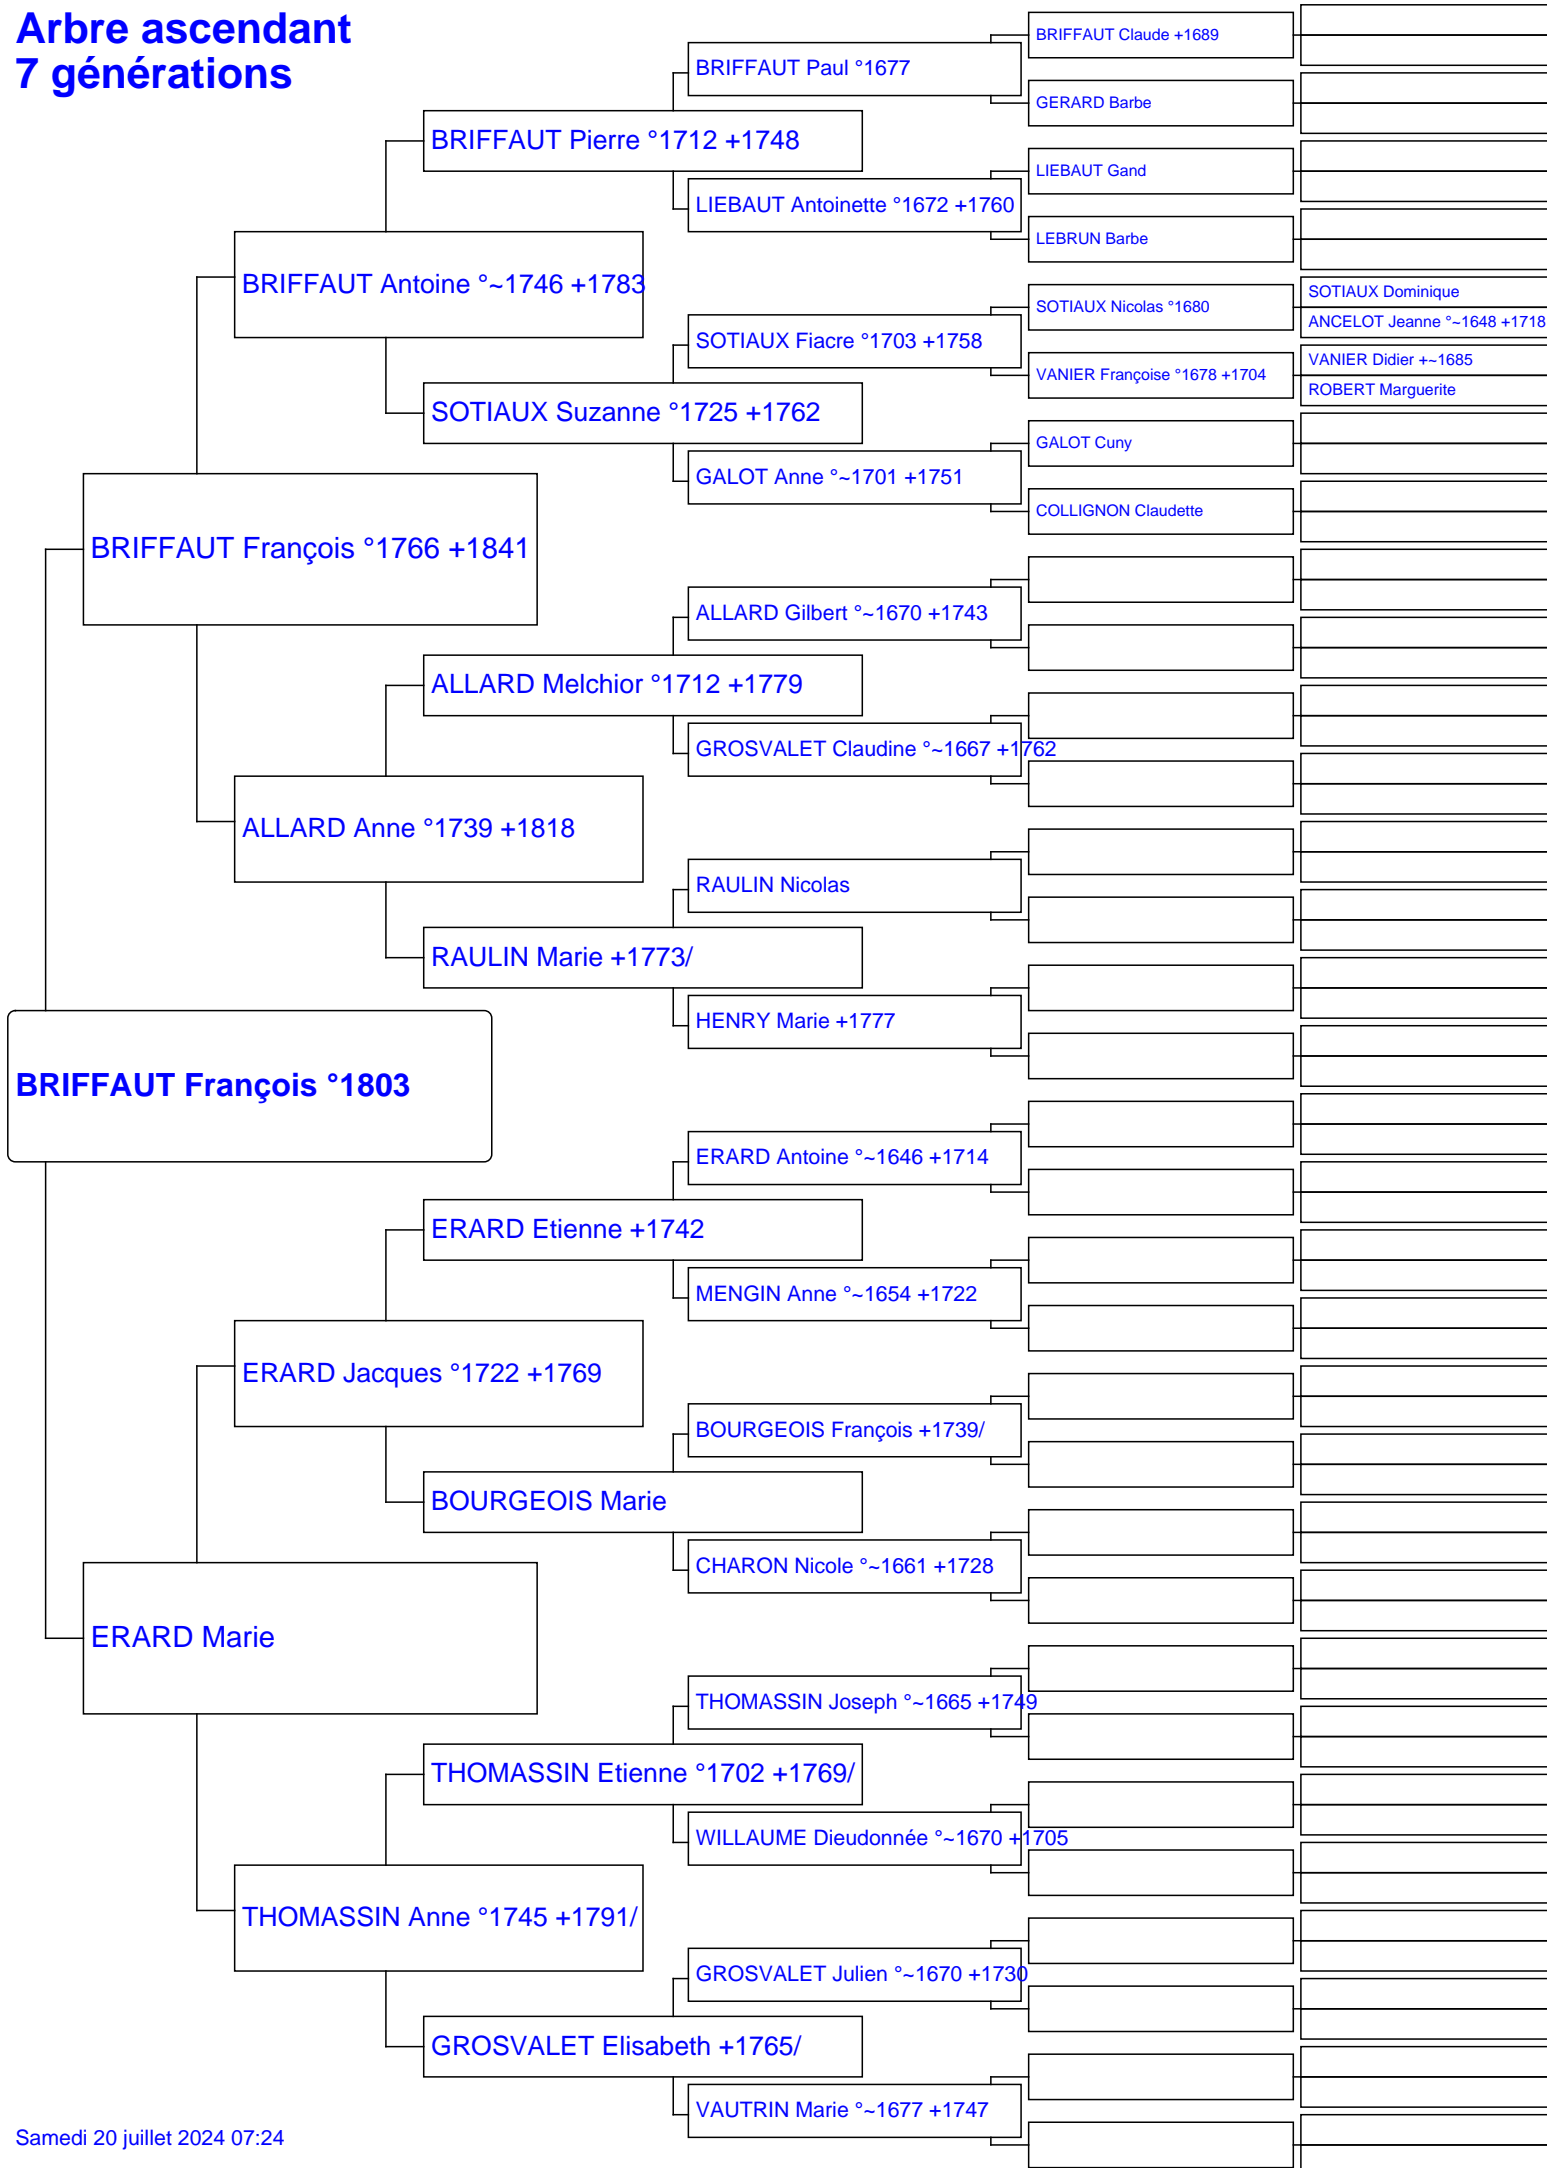 Arbre ascendant
7 générations
BRIFFAUT François °1803
BRIFFAUT François °1766 +1841
ERARD Marie
BRIFFAUT Antoine °~1746 +1783
ALLARD Anne °1739 +1818
ERARD Jacques °1722 +1769
THOMASSIN Anne °1745 +1791/
BRIFFAUT Pierre °1712 +1748
SOTIAUX Suzanne °1725 +1762
ALLARD Melchior °1712 +1779
RAULIN Marie +1773/
ERARD Etienne +1742
BOURGEOIS Marie
THOMASSIN Etienne °1702 +1769/
GROSVALET Elisabeth +1765/
BRIFFAUT Paul °1677
LIEBAUT Antoinette °1672 +1760
SOTIAUX Fiacre °1703 +1758
GALOT Anne °~1701 +1751
ALLARD Gilbert °~1670 +1743
GROSVALET Claudine °~1667 +1762
RAULIN Nicolas
HENRY Marie +1777
ERARD Antoine °~1646 +1714
MENGIN Anne °~1654 +1722
BOURGEOIS François +1739/
CHARON Nicole °~1661 +1728
THOMASSIN Joseph °~1665 +1749
WILLAUME Dieudonnée °~1670 +1705
GROSVALET Julien °~1670 +1730
VAUTRIN Marie °~1677 +1747
BRIFFAUT Claude +1689
GERARD Barbe
LIEBAUT Gand
LEBRUN Barbe
SOTIAUX Nicolas °1680
VANIER Françoise °1678 +1704
GALOT Cuny
COLLIGNON Claudette
SOTIAUX Dominique
ANCELOT Jeanne °~1648 +1718
VANIER Didier +~1685
ROBERT Marguerite
Samedi 20 juillet 2024 07:24